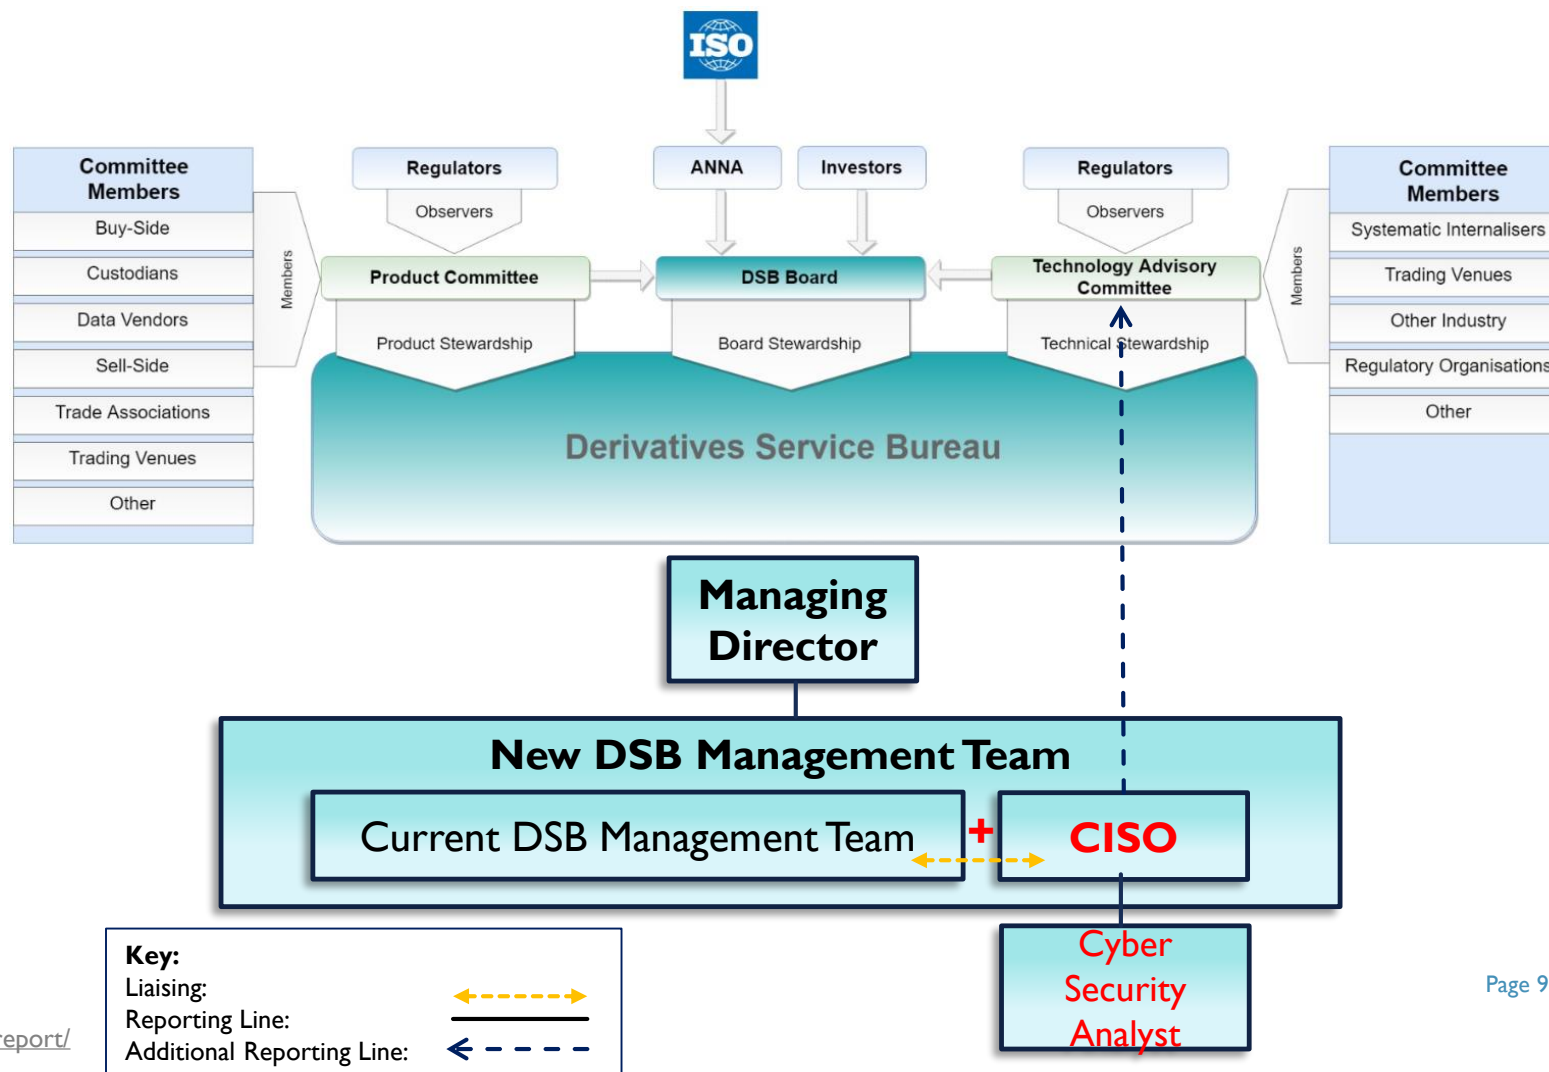 ISO
Committee
Members
Buy-Side
Custodians
Data Vendors
Sell-Side
Trade Associations
Trading Venues
Other
Members
Regulators
Observers
Product Committee
Product Stewardship
ANNA
Investors
DSB Board
Board Stewardship
Regulators
Observers
Technology Advisory
Committee
Technical Stewardship
Members
Committee
Members
Systematic Internalisers
Trading Venues
Other Industry
Regulatory Organisations
Other
Derivatives Service Bureau
Managing
Director
New DSB Management Team
Current DSB Management Team
+
CISO
Cyber
Security
Analyst
Key:
Liaising:
Reporting Line:
Additional Reporting Line:
report/
Page 9